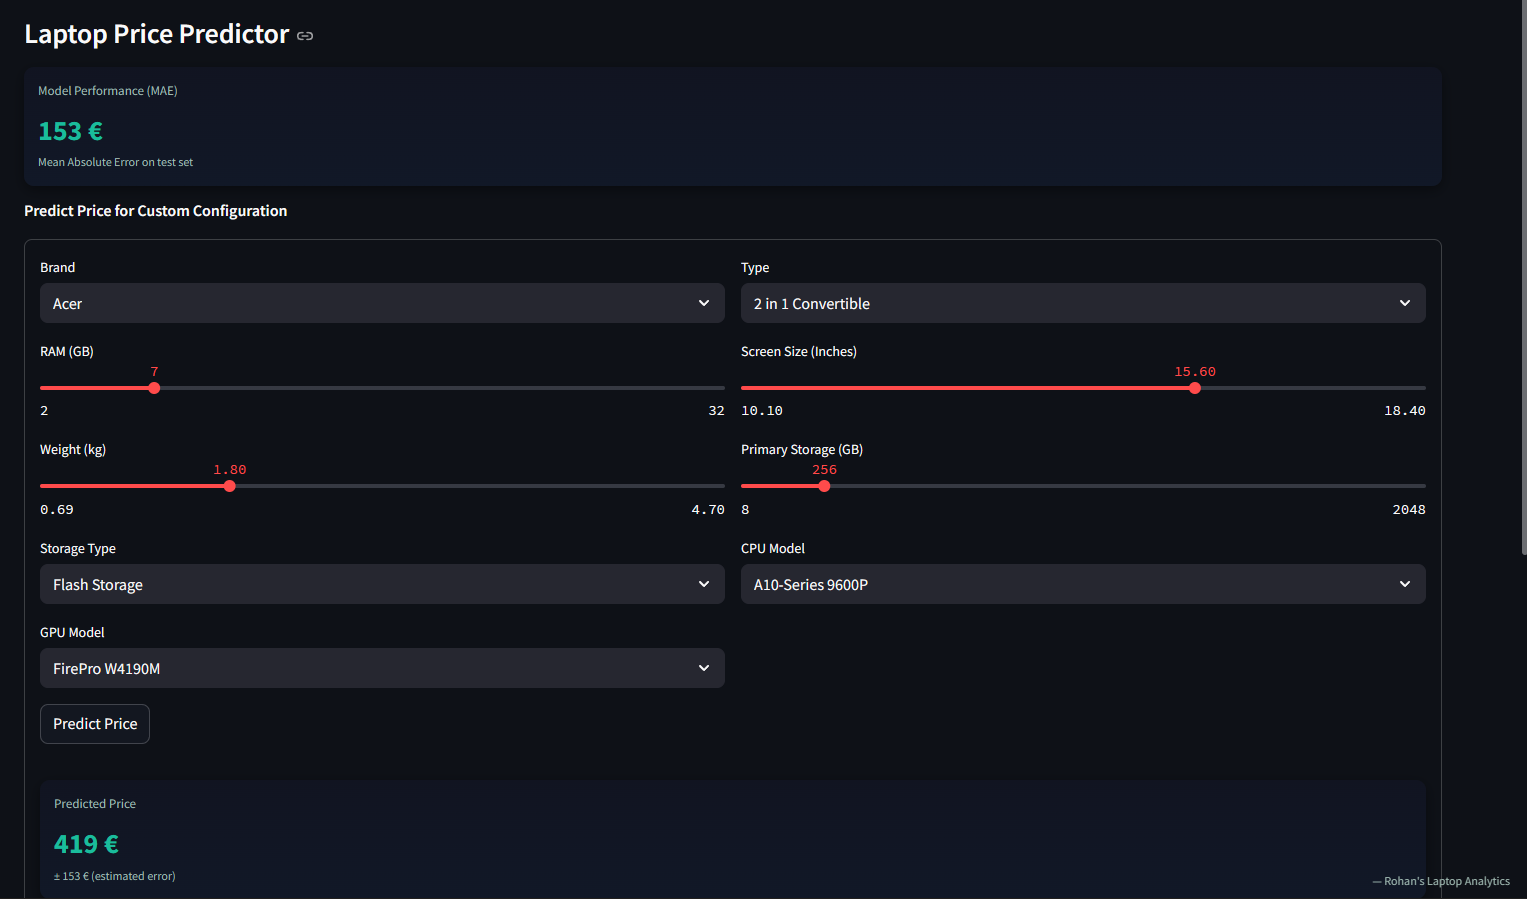 Laptop Price Predictor
Model Performance (MAE)
153 €
Mean Absolute Error on test set
Predict Price for Custom Configuration
Brand
Acer
Type
2 in 1 Convertible
RAM (GB)
7
2 32
Screen Size (Inches)
15.60
10.10 18.40
Weight (kg)
1.80
0.69 4.70
Primary Storage (GB)
256
8 2048
Storage Type
Flash Storage
CPU Model
A10-Series 9600P
GPU Model
FirePro W4190M
Predict Price
Predicted Price
419 €
± 153 € (estimated error)
— Rohan's Laptop Analytics